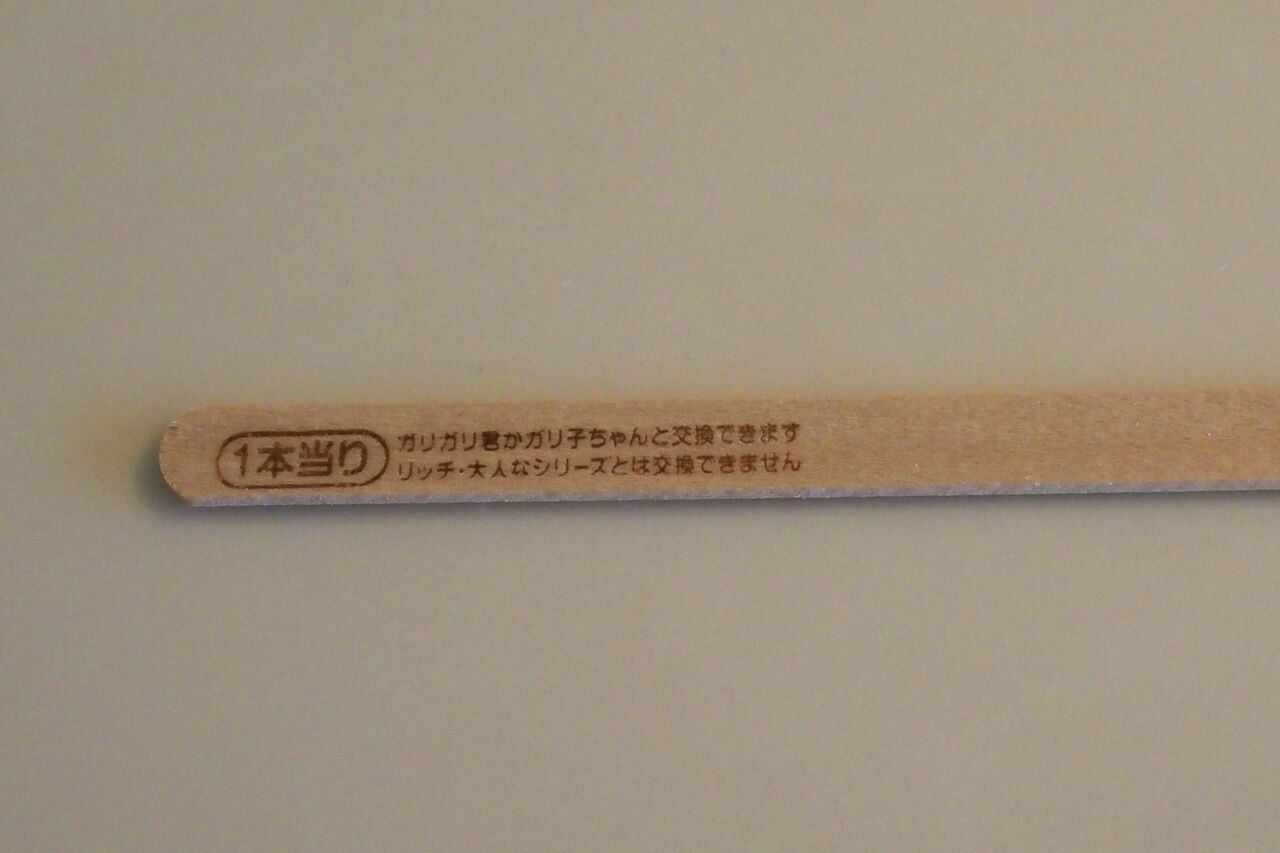 1本当り
ガリガリ君かガリ子ちゃんと交換できます
リッチ・大人なシリーズとは交換できません